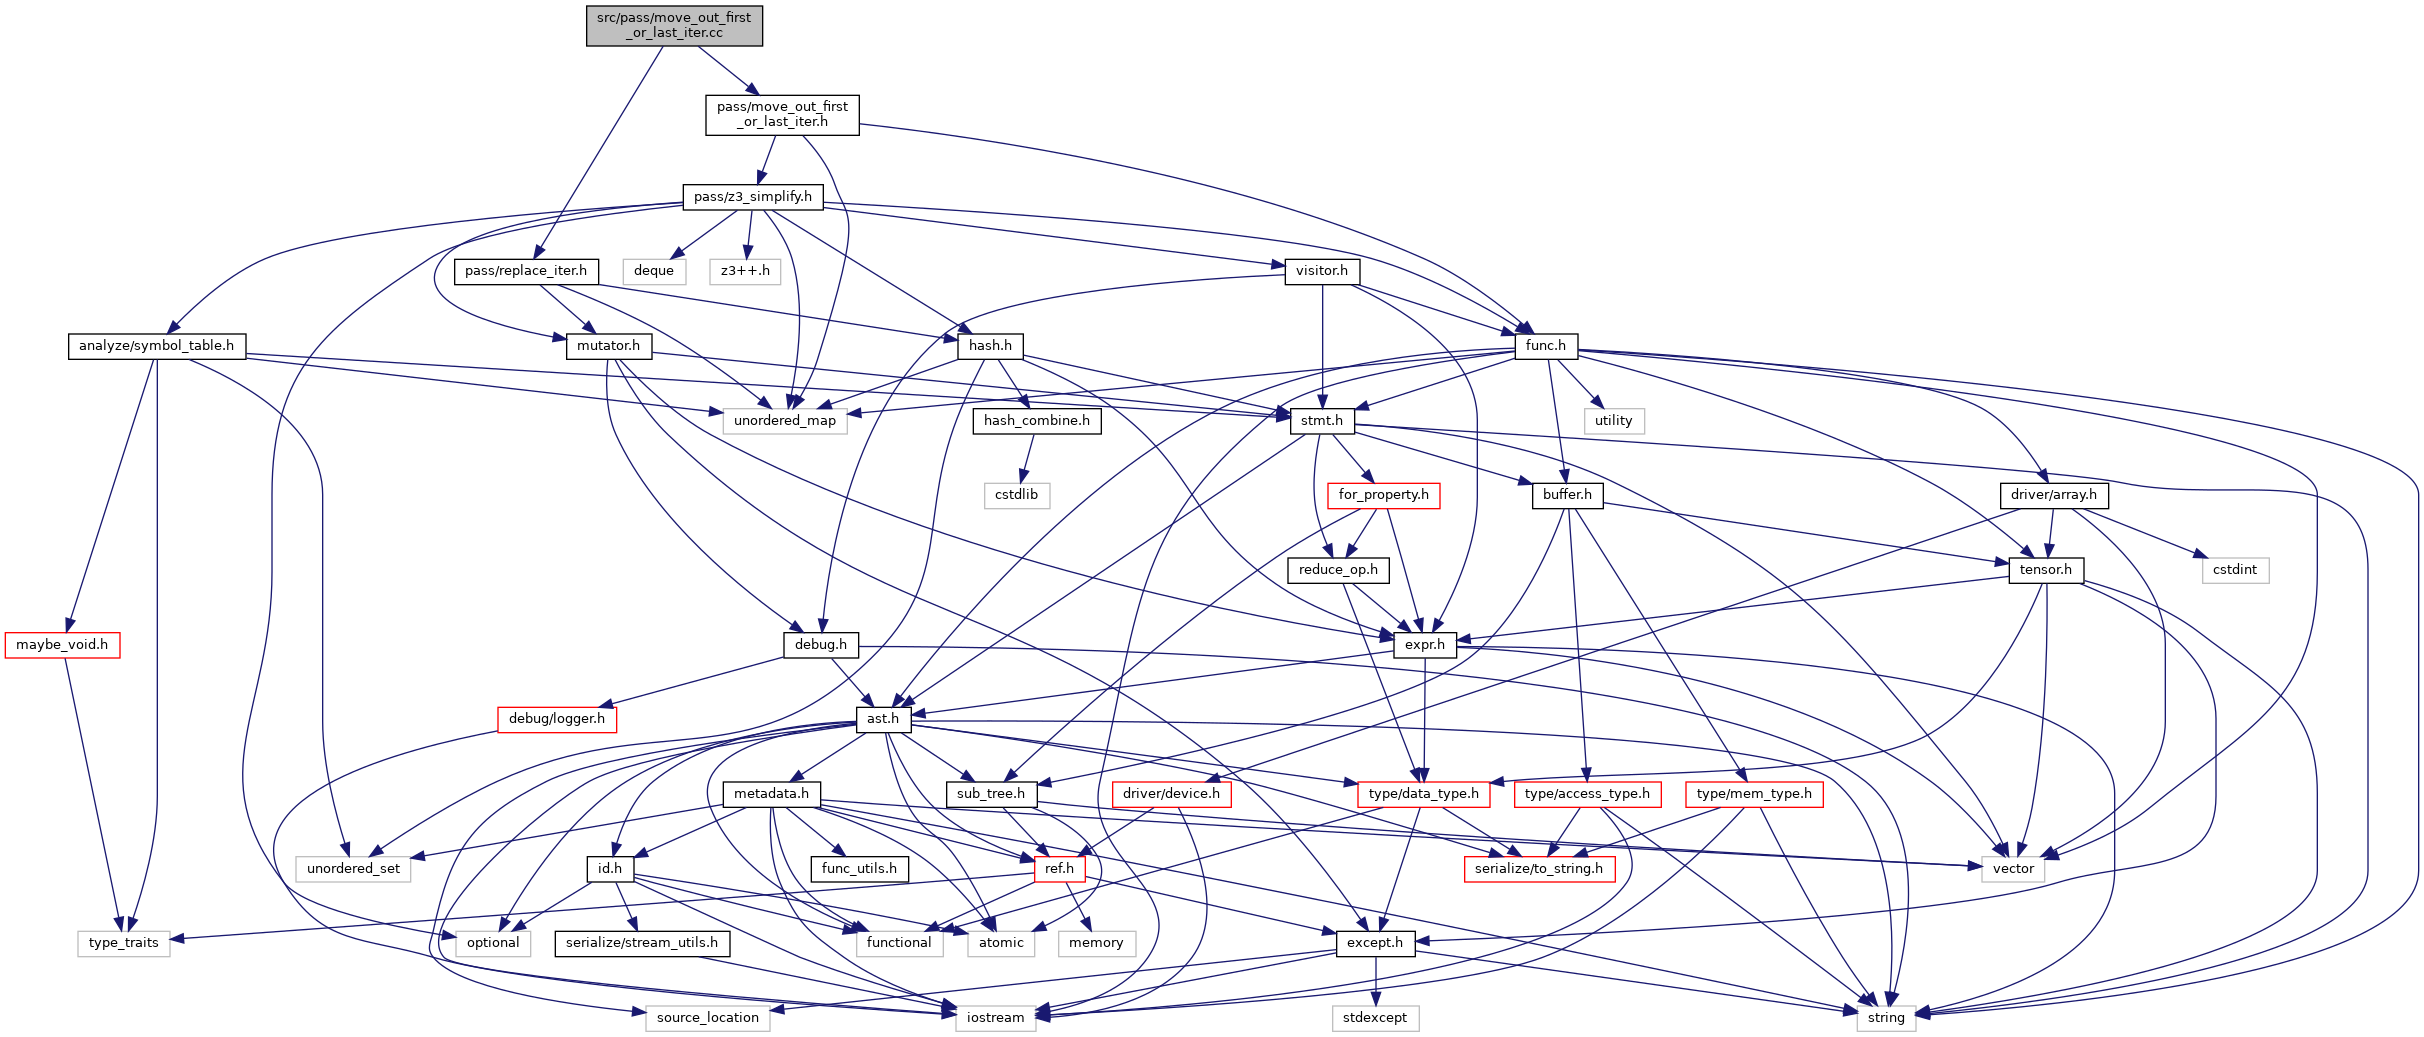 src/pass/move_out_first
_or_last_iter.cc
pass/move_out_first
_or_last_iter.h
pass/z3_simplify.h
pass/replace_iter.h
deque
z3++.h
visitor.h
analyze/symbol_table.h
mutator.h
hash.h
func.h
unordered_map
hash_combine.h
stmt.h
utility
cstdlib
for_property.h
buffer.h
driver/array.h
reduce_op.h
tensor.h
cstdint
maybe_void.h
debug.h
expr.h
debug/logger.h
ast.h
metadata.h
sub_tree.h
driver/device.h
type/data_type.h
type/access_type.h
type/mem_type.h
unordered_set
id.h
func_utils.h
ref.h
serialize/to_string.h
vector
type_traits
optional
serialize/stream_utils.h
functional
atomic
memory
except.h
source_location
iostream
stdexcept
string